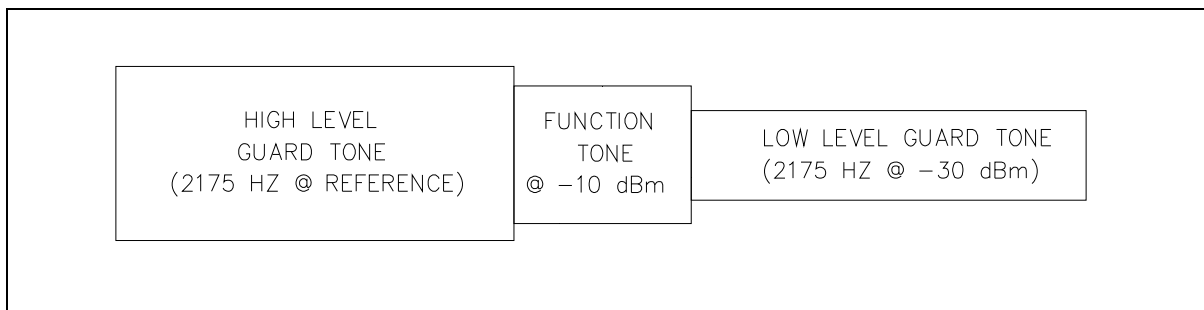 HIGH LEVEL
GUARD TONE
(2175 HZ @ REFERENCE)
FUNCTION
TONE
@ −10 dBm
LOW LEVEL GUARD TONE
(2175 HZ @ −30 dBm)